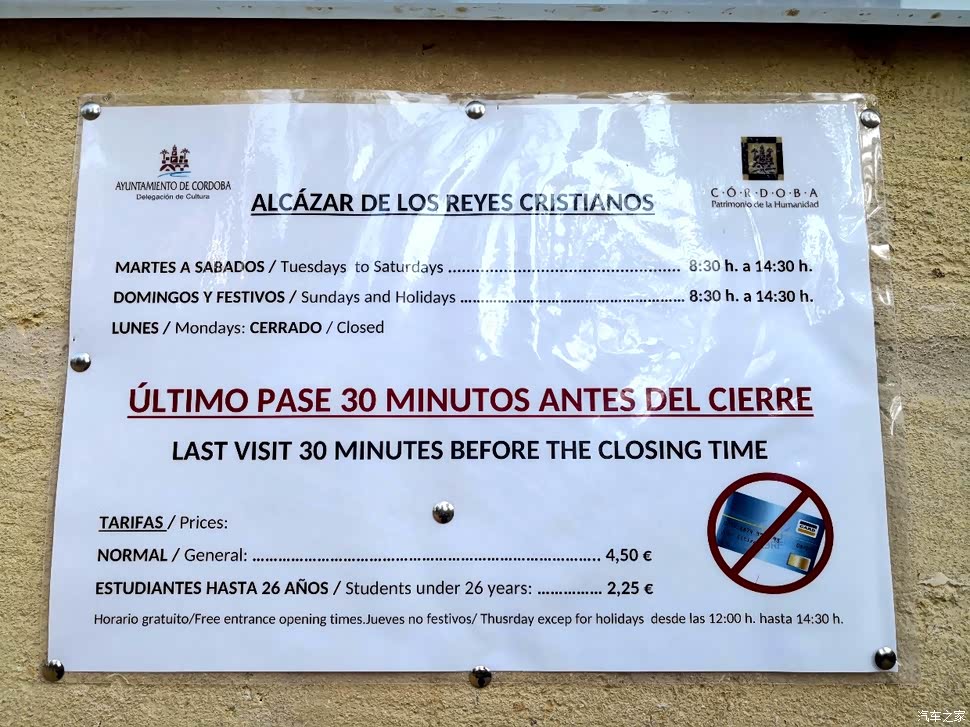 AYUNTAMIENTO DE CORDOBA
Delegación de Cultura
C·Ó·R·D·O·B·A
Patrimonio de la Humanidad
ALCÁZAR DE LOS REYES CRISTIANOS
MARTES A SABADOS / Tuesdays to Saturdays ........................................................ 8:30 h. a 14:30 h.
DOMINGOS Y FESTIVOS / Sundays and Holidays ........................................................ 8:30 h. a 14:30 h.
LUNES / Mondays: CERRADO / Closed
ÚLTIMO PASE 30 MINUTOS ANTES DEL CIERRE
LAST VISIT 30 MINUTES BEFORE THE CLOSING TIME
TARIFAS / Prices:
NORMAL / General: ........................................................................ 4,50 €
ESTUDIANTES HASTA 26 AÑOS / Students under 26 years: ................ 2,25 €
Horario gratuito/Free entrance opening times.Jueves no festivos/ Thusrday excep for holidays desde las 12:00 h. hasta 14:30 h.
汽车之家